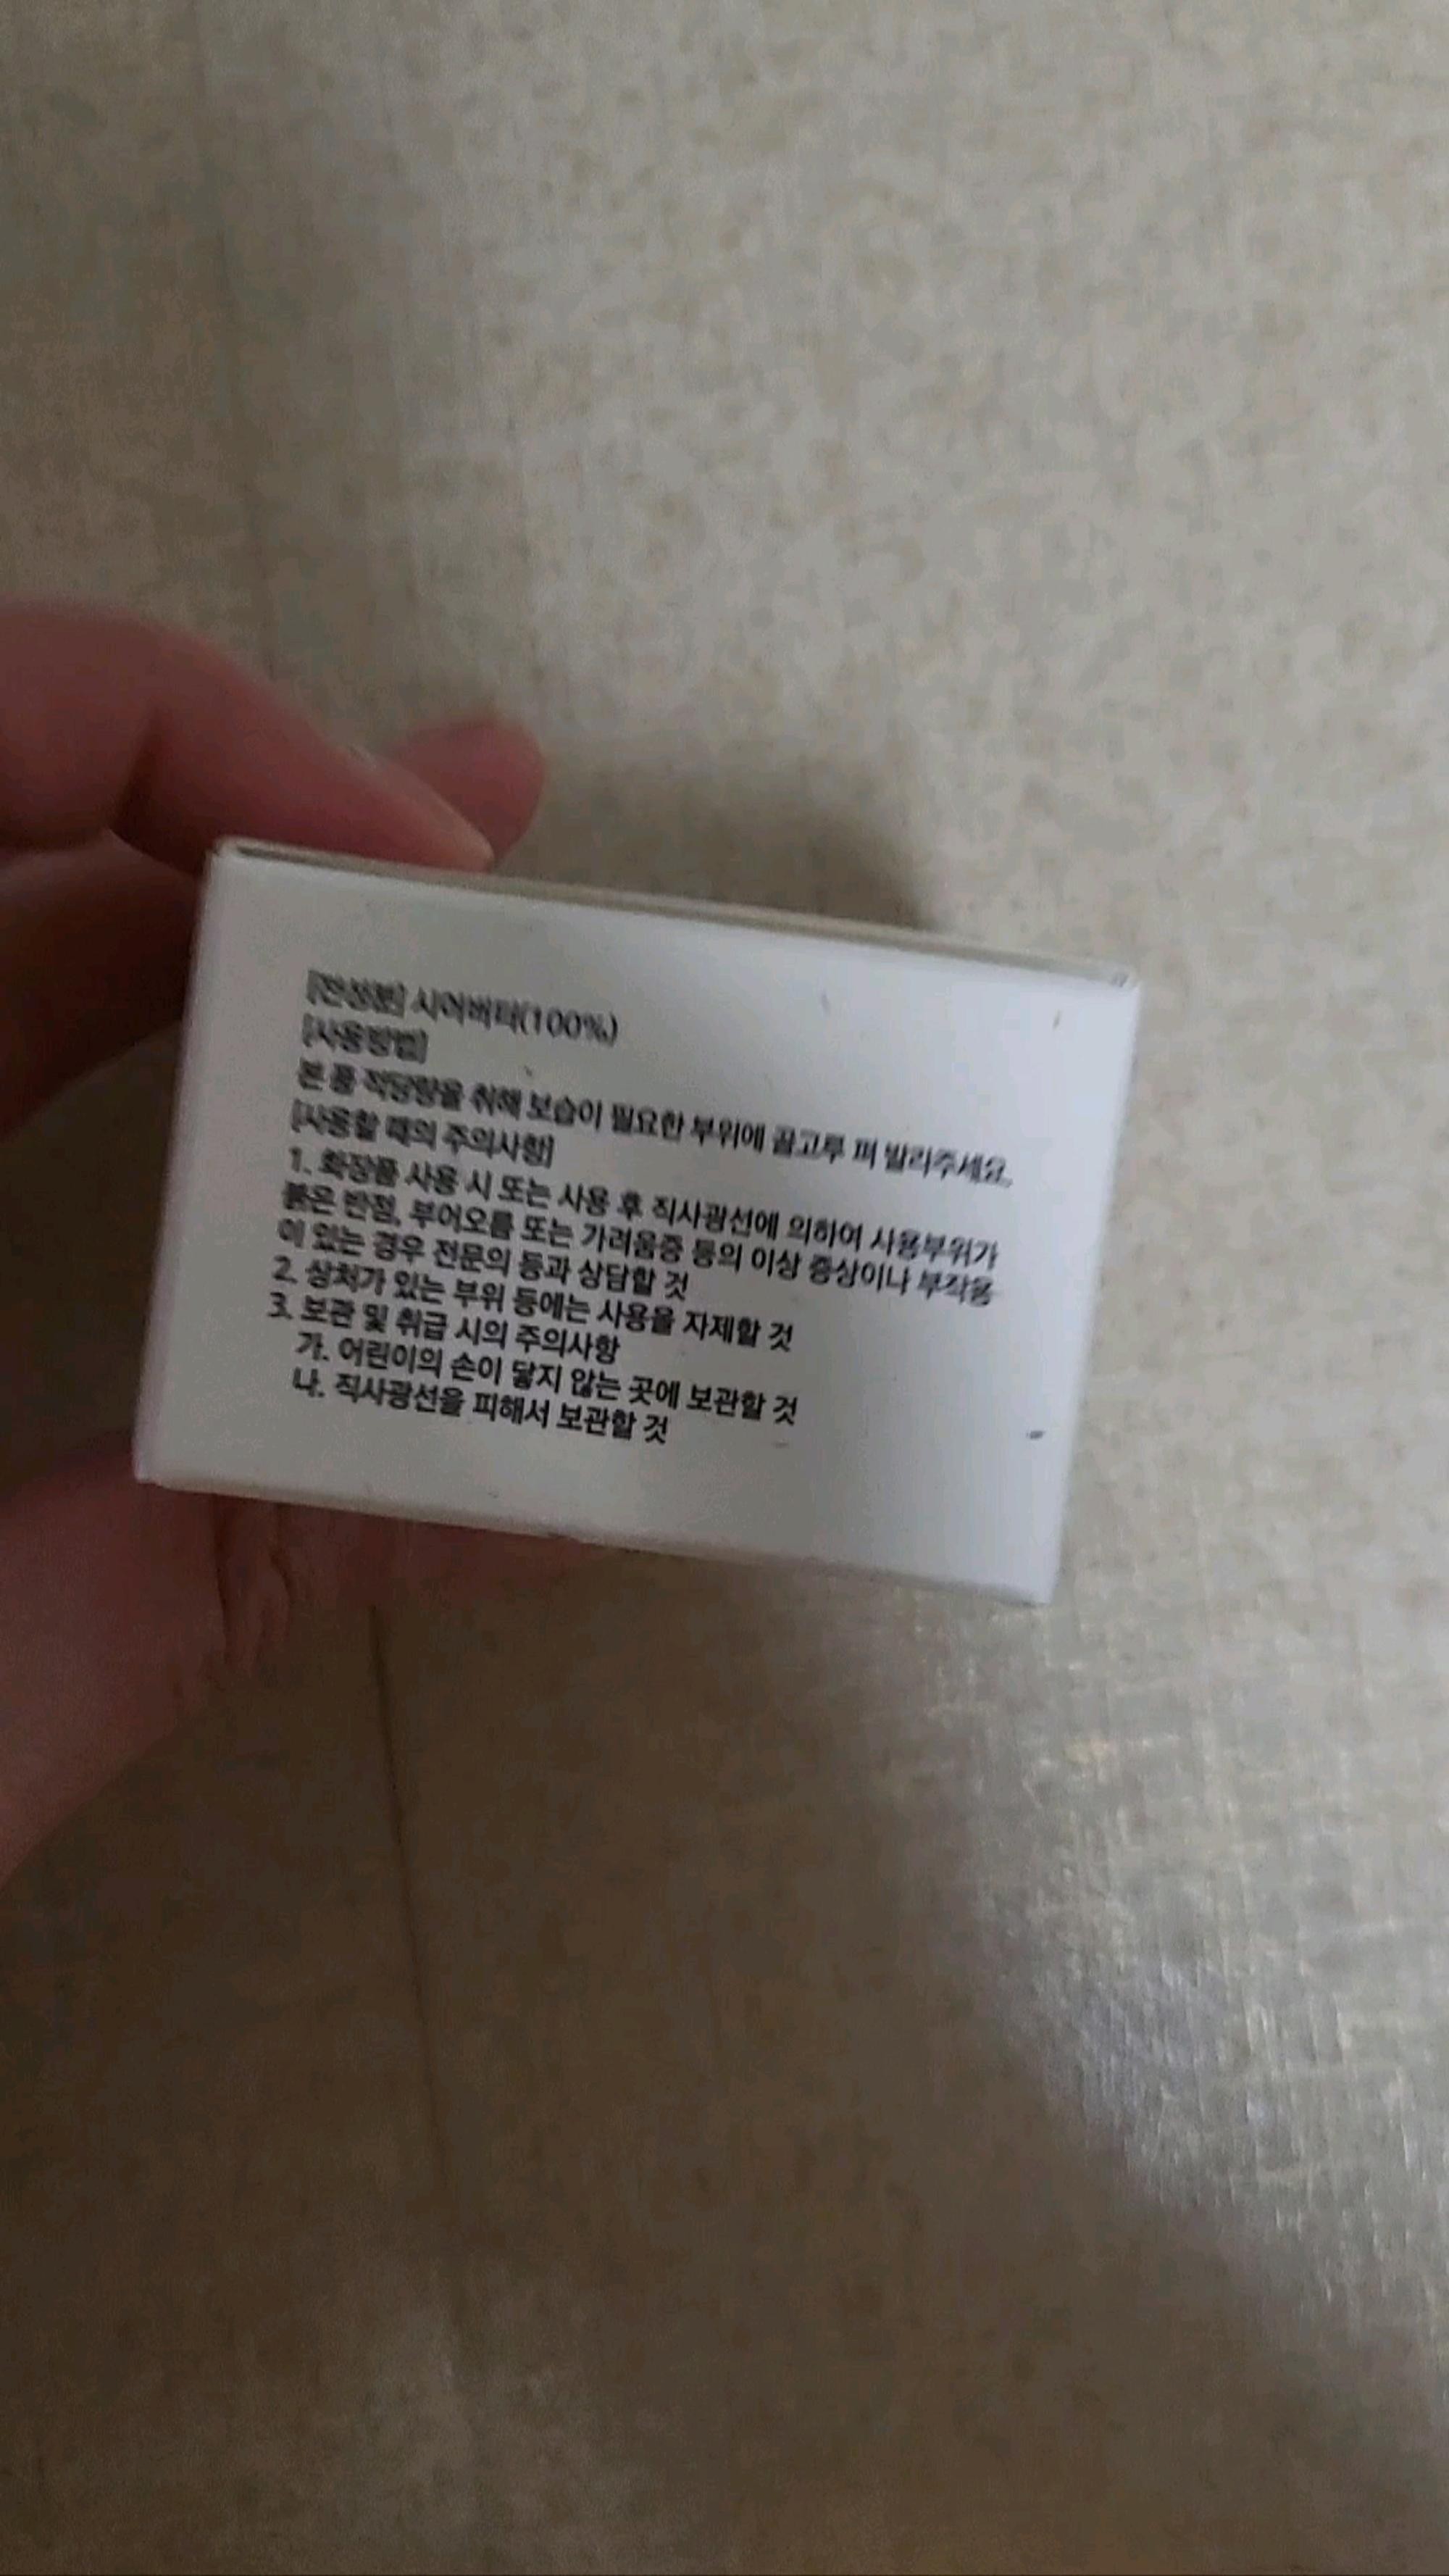 [전성분] 시어버터(100%)
[사용방법]
본 품 적당량을 취해 보습이 필요한 부위에 골고루 펴 발라주세요.
[사용할 때의 주의사항]
1. 화장품 사용 시 또는 사용 후 직사광선에 의하여 사용부위가
붉은 반점, 부어오름 또는 가려움증 등의 이상 증상이나 부작용
이 있는 경우 전문의 등과 상담할 것
2. 상처가 있는 부위 등에는 사용을 자제할 것
3. 보관 및 취급 시의 주의사항
가. 어린이의 손이 닿지 않는 곳에 보관할 것
나. 직사광선을 피해서 보관할 것